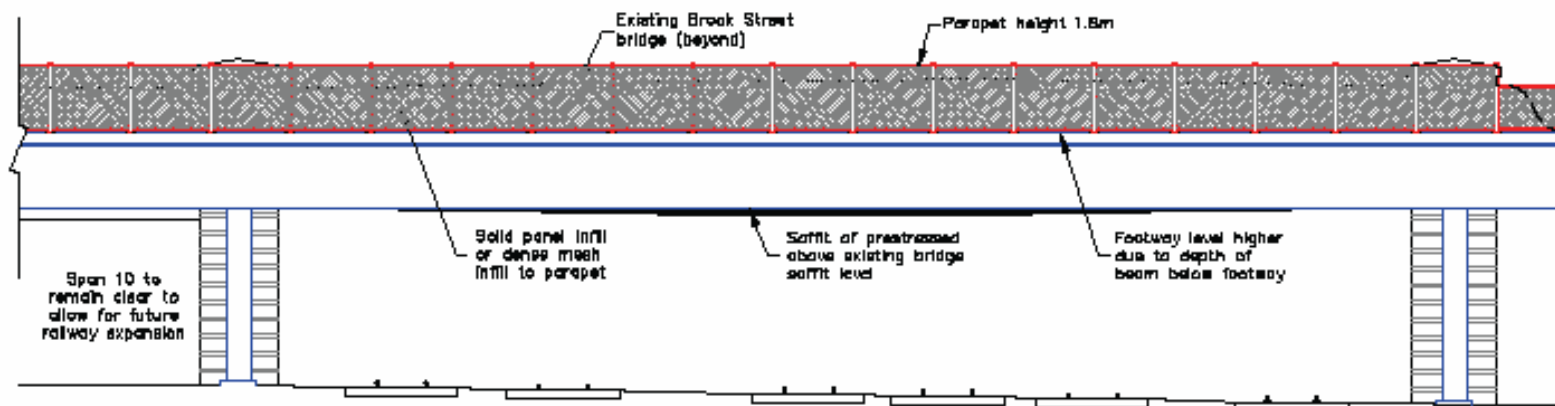 Existing Brook Street
bridge (beyond)
Parapet height 1.8m
Solid panel infill
or dense mesh
infill to parapet
Soffit of prestressed
above existing bridge
soffit level
Footway level higher
due to depth of
beam below footway
Span 10 to
remain clear to
allow for future
railway expansion